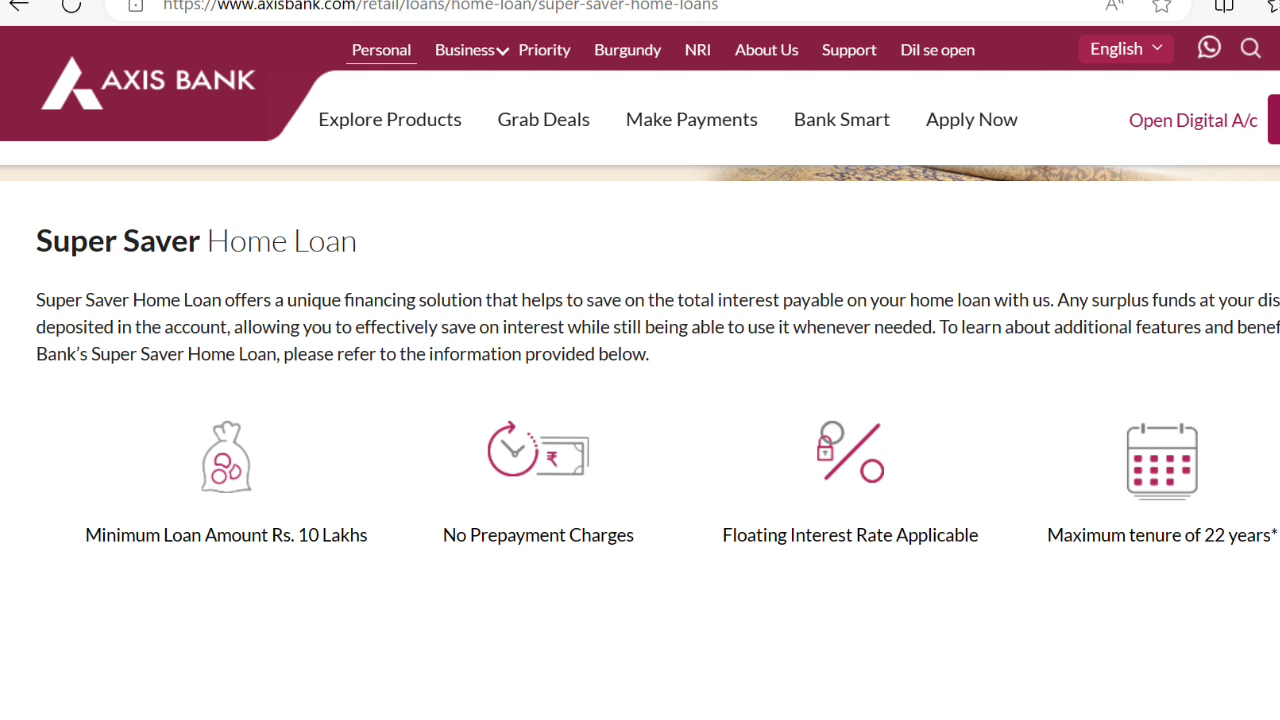 https://www.axisbank.com/retail/loans/home-loan/super-saver-home-loans
Personal Business Priority Burgundy NRI About Us Support Dil se open English
AXIS BANK
Explore Products Grab Deals Make Payments Bank Smart Apply Now Open Digital A/c
Super Saver Home Loan
Super Saver Home Loan offers a unique financing solution that helps to save on the total interest payable on your home loan with us. Any surplus funds at your dis
deposited in the account, allowing you to effectively save on interest while still being able to use it whenever needed. To learn about additional features and benef
Bank’s Super Saver Home Loan, please refer to the information provided below.
Minimum Loan Amount Rs. 10 Lakhs No Prepayment Charges Floating Interest Rate Applicable Maximum tenure of 22 years*